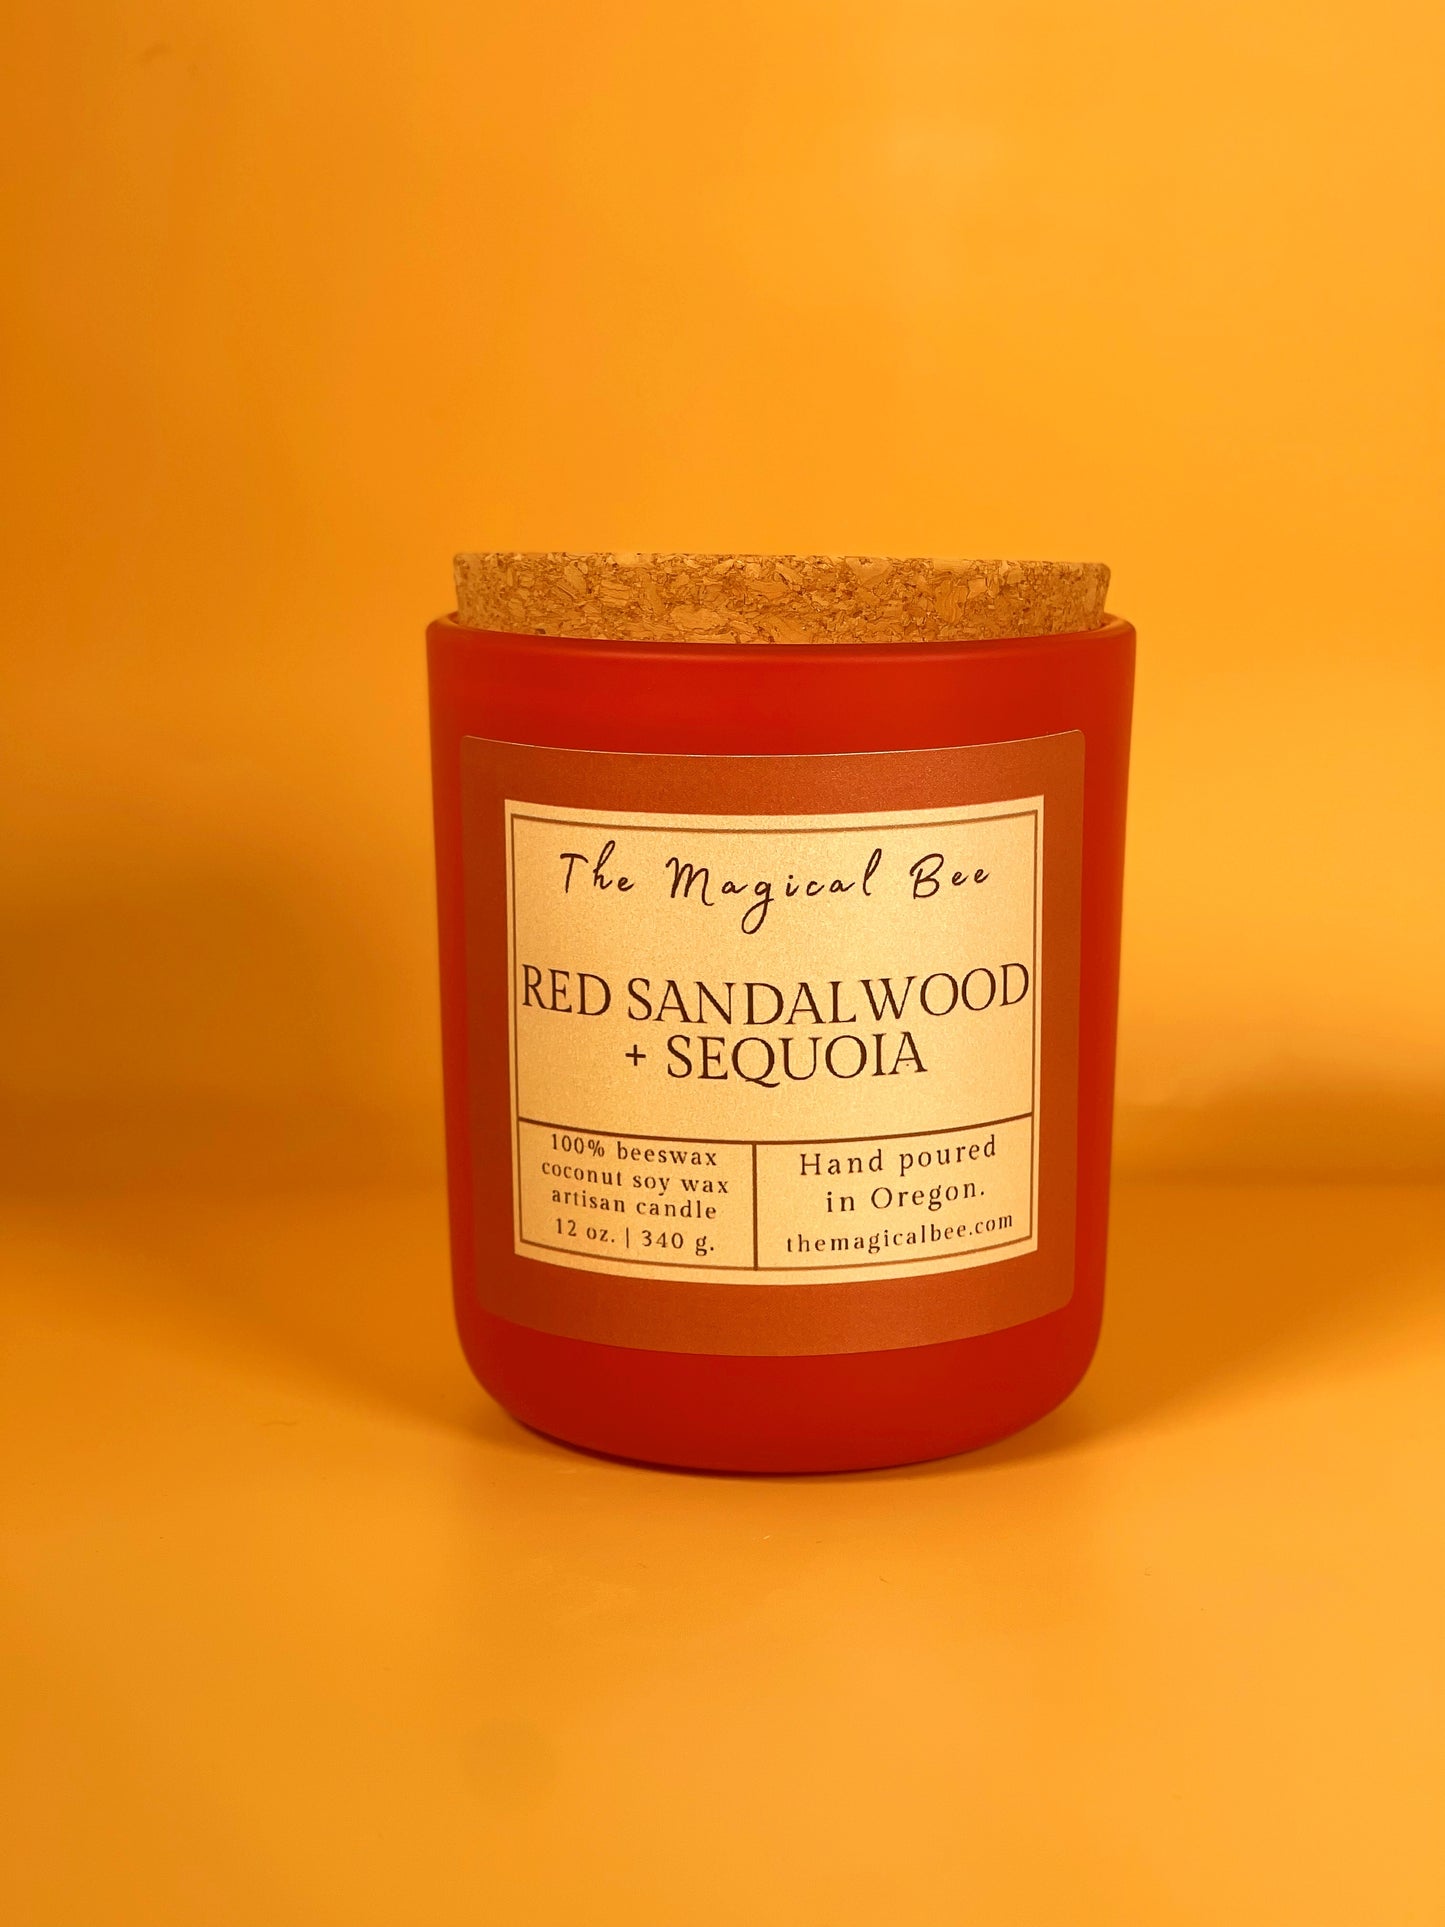 The Magical Bee
RED SANDALWOOD
+ SEQUOIA
100% beeswax
coconut soy wax
artisan candle
12 oz. | 340 g.
Hand poured
in Oregon.
themagicalbee.com